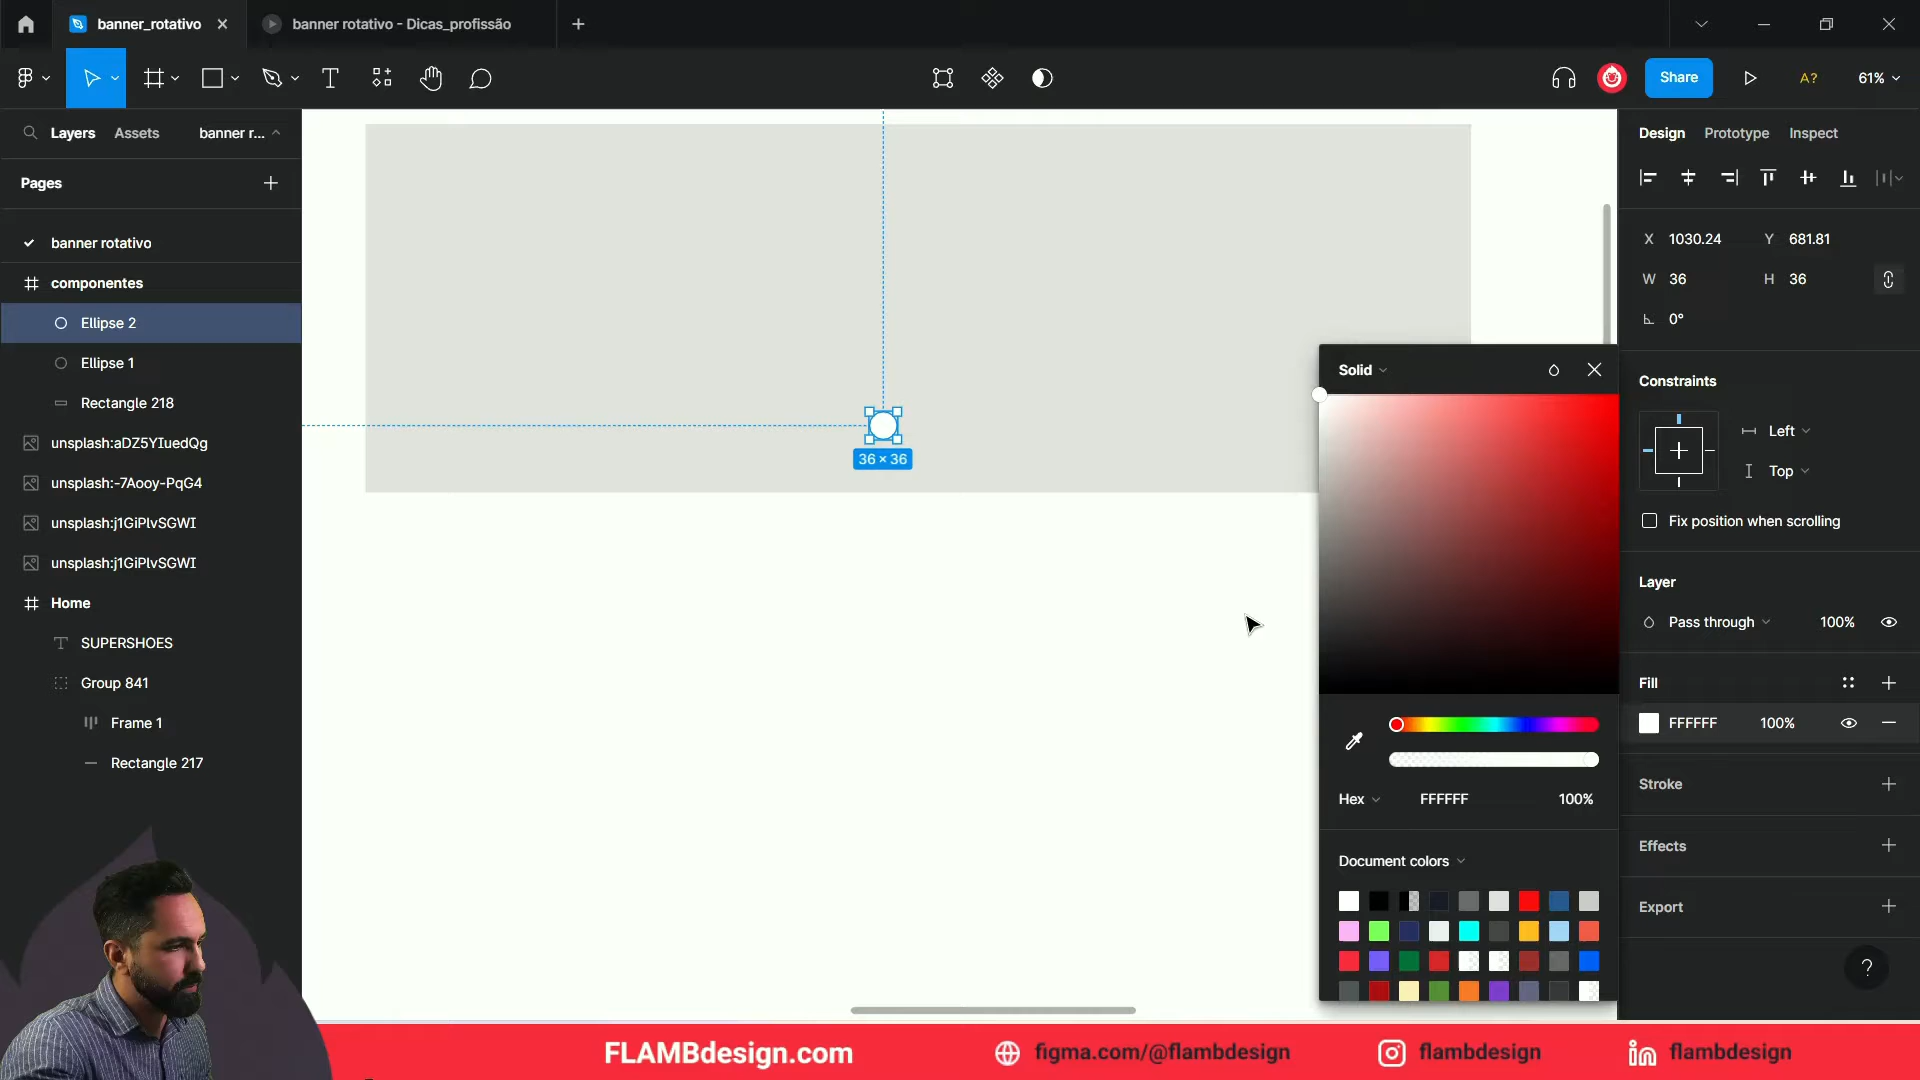 banner_rotativo
banner rotativo - Dicas_profissão
Share
A?
61%
Layers
Assets
banner r...
Pages
banner rotativo
componentes
Ellipse 2
Ellipse 1
Rectangle 218
unsplash:aDZ5YIuedQg
unsplash:-7Aooy-PqG4
unsplash:j1GiPlvSGWI
unsplash:j1GiPlvSGWI
Home
SUPERSHOES
Group 841
Frame 1
Rectangle 217
36 × 36
Solid
Hex
FFFFFF
100%
Document colors
Design
Prototype
Inspect
X 1030.24
Y 681.81
W 36
H 36
0°
Constraints
Left
Top
Fix position when scrolling
Layer
Pass through
100%
Fill
FFFFFF
100%
Stroke
Effects
Export
?
FLAMBdesign.com
figma.com/@flambdesign
flambdesign
flambdesign